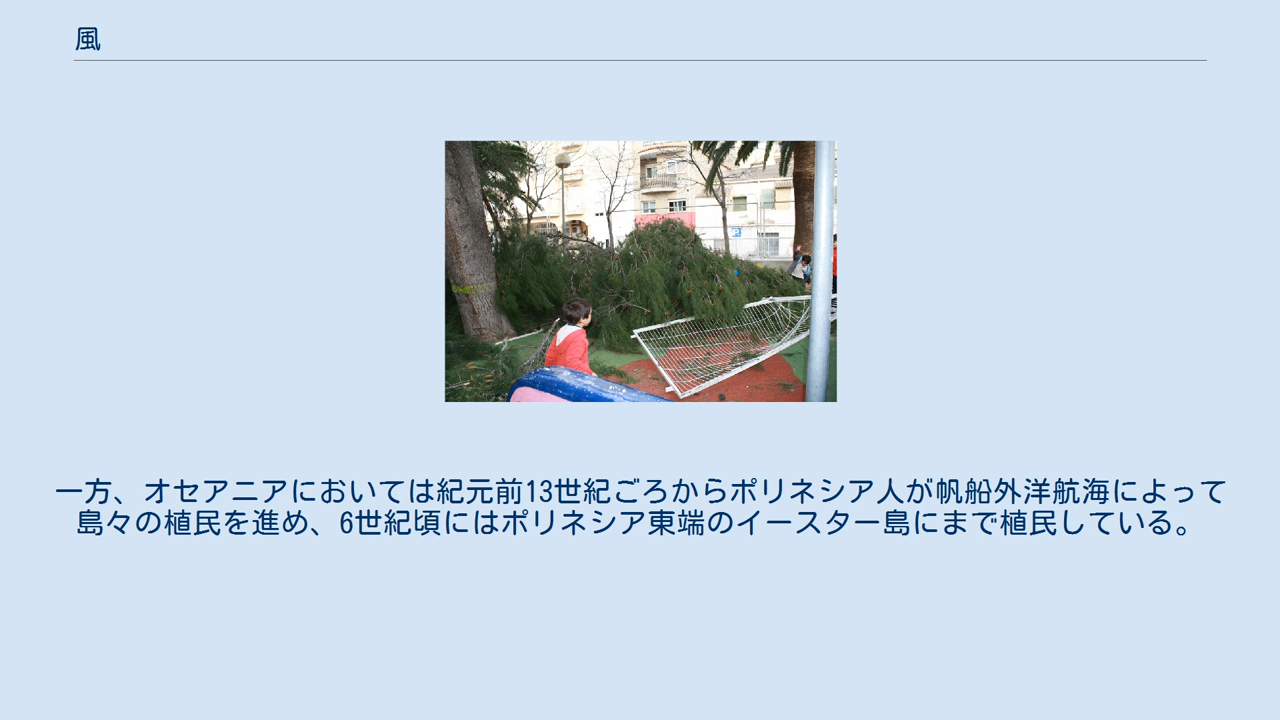 風
一方、オセアニアにおいては紀元前13世紀ごろからポリネシア人が帆船外洋航海によって
島々の植民を進め、6世紀頃にはポリネシア東端のイースター島にまで植民している。